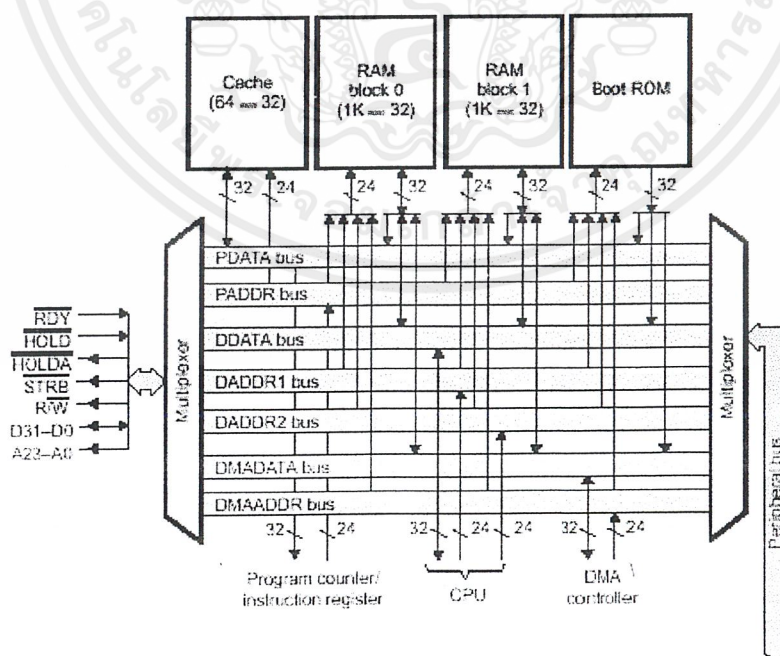 Cache
(64 × 32)
RAM
block 0
(1K × 32)
RAM
block 1
(1K × 32)
Boot ROM
32
24
24
32
24
32
24
32
PDATA bus
PADDR bus
DDATA bus
DADDR1 bus
DADDR2 bus
DMADATA bus
DMAADDR bus
Multiplexer
Multiplexer
Peripheral bus
RDY
HOLD
HOLDA
STRB
R/W
D31–D0
A23–A0
32
24
32
24
24
32
24
Program counter/
instruction register
CPU
DMA
controller